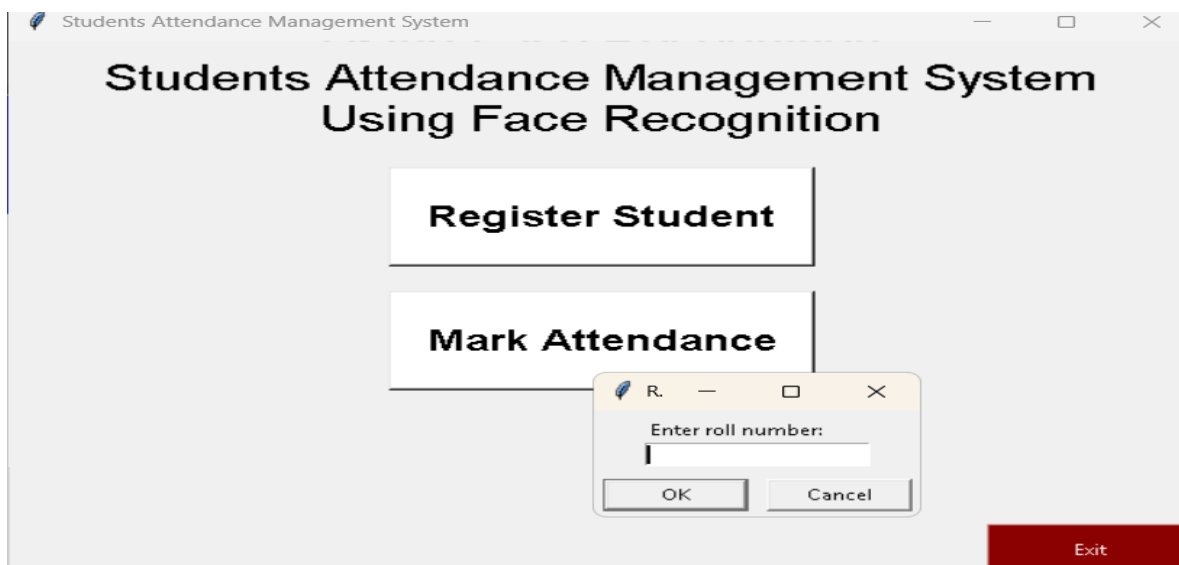 Students Attendance Management System
Students Attendance Management System
Using Face Recognition
Register Student
Mark Attendance
R.
Enter roll number:
OK
Cancel
Exit